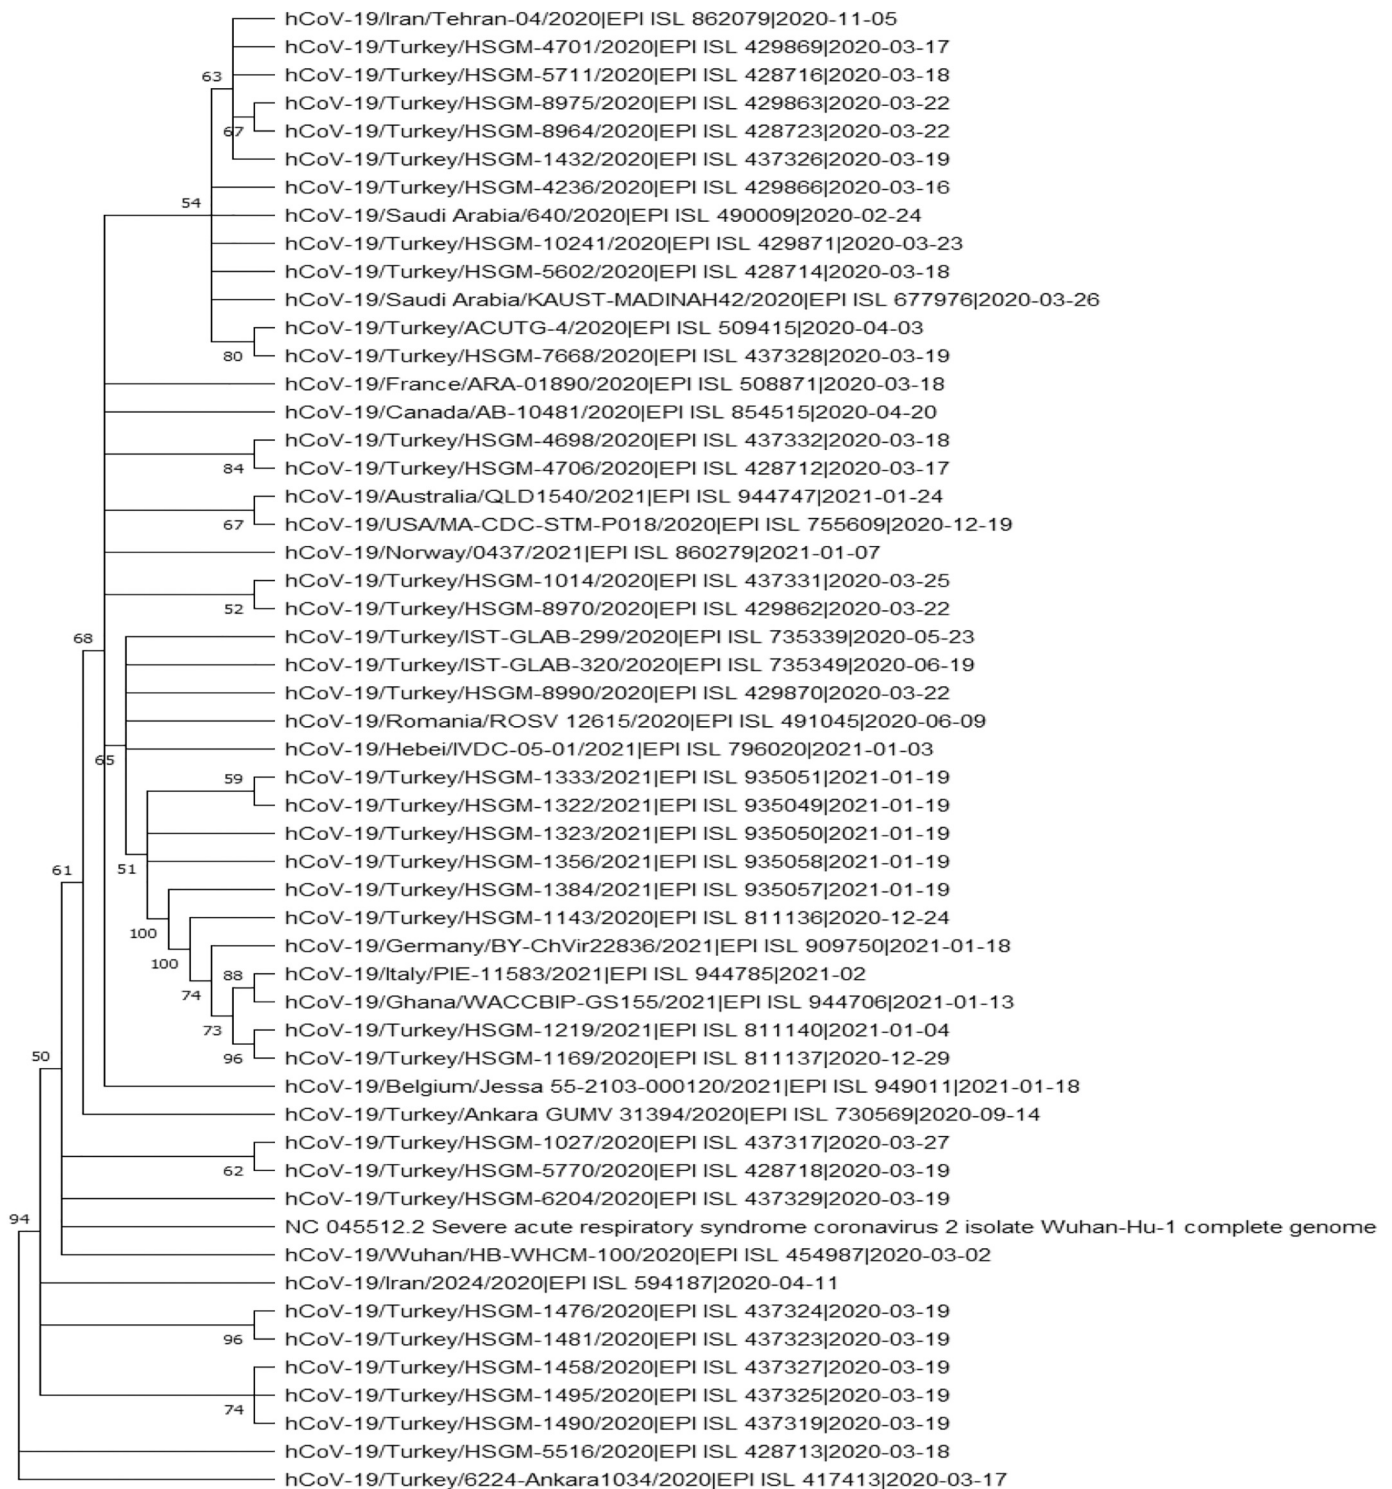 hCoV-19/Iran/Tehran-04/2020|EPI ISL 862079|2020-11-05
hCoV-19/Turkey/HSGM-4701/2020|EPI ISL 429869|2020-03-17
63
hCoV-19/Turkey/HSGM-5711/2020|EPI ISL 428716|2020-03-18
hCoV-19/Turkey/HSGM-8975/2020|EPI ISL 429863|2020-03-22
67
hCoV-19/Turkey/HSGM-8964/2020|EPI ISL 428723|2020-03-22
hCoV-19/Turkey/HSGM-1432/2020|EPI ISL 437326|2020-03-19
hCoV-19/Turkey/HSGM-4236/2020|EPI ISL 429866|2020-03-16
54
hCoV-19/Saudi Arabia/640/2020|EPI ISL 490009|2020-02-24
hCoV-19/Turkey/HSGM-10241/2020|EPI ISL 429871|2020-03-23
hCoV-19/Turkey/HSGM-5602/2020|EPI ISL 428714|2020-03-18
hCoV-19/Saudi Arabia/KAUST-MADINAH42/2020|EPI ISL 677976|2020-03-26
hCoV-19/Turkey/ACUTG-4/2020|EPI ISL 509415|2020-04-03
80
hCoV-19/Turkey/HSGM-7668/2020|EPI ISL 437328|2020-03-19
hCoV-19/France/ARA-01890/2020|EPI ISL 508871|2020-03-18
hCoV-19/Canada/AB-10481/2020|EPI ISL 854515|2020-04-20
hCoV-19/Turkey/HSGM-4698/2020|EPI ISL 437332|2020-03-18
84
hCoV-19/Turkey/HSGM-4706/2020|EPI ISL 428712|2020-03-17
hCoV-19/Australia/QLD1540/2021|EPI ISL 944747|2021-01-24
67
hCoV-19/USA/MA-CDC-STM-P018/2020|EPI ISL 755609|2020-12-19
hCoV-19/Norway/0437/2021|EPI ISL 860279|2021-01-07
hCoV-19/Turkey/HSGM-1014/2020|EPI ISL 437331|2020-03-25
52
hCoV-19/Turkey/HSGM-8970/2020|EPI ISL 429862|2020-03-22
68
hCoV-19/Turkey/IST-GLAB-299/2020|EPI ISL 735339|2020-05-23
hCoV-19/Turkey/IST-GLAB-320/2020|EPI ISL 735349|2020-06-19
hCoV-19/Turkey/HSGM-8990/2020|EPI ISL 429870|2020-03-22
hCoV-19/Romania/ROSV 12615/2020|EPI ISL 491045|2020-06-09
65
hCoV-19/Hebei/IVDC-05-01/2021|EPI ISL 796020|2021-01-03
59
hCoV-19/Turkey/HSGM-1333/2021|EPI ISL 935051|2021-01-19
hCoV-19/Turkey/HSGM-1322/2021|EPI ISL 935049|2021-01-19
hCoV-19/Turkey/HSGM-1323/2021|EPI ISL 935050|2021-01-19
51
hCoV-19/Turkey/HSGM-1356/2021|EPI ISL 935058|2021-01-19
61
hCoV-19/Turkey/HSGM-1384/2021|EPI ISL 935057|2021-01-19
hCoV-19/Turkey/HSGM-1143/2020|EPI ISL 811136|2020-12-24
100
hCoV-19/Germany/BY-ChVir22836/2021|EPI ISL 909750|2021-01-18
100
88
hCoV-19/Italy/PIE-11583/2021|EPI ISL 944785|2021-02
74
hCoV-19/Ghana/WACCBIP-GS155/2021|EPI ISL 944706|2021-01-13
73
hCoV-19/Turkey/HSGM-1219/2021|EPI ISL 811140|2021-01-04
96
hCoV-19/Turkey/HSGM-1169/2020|EPI ISL 811137|2020-12-29
50
hCoV-19/Belgium/Jessa 55-2103-000120/2021|EPI ISL 949011|2021-01-18
hCoV-19/Turkey/Ankara GUMV 31394/2020|EPI ISL 730569|2020-09-14
hCoV-19/Turkey/HSGM-1027/2020|EPI ISL 437317|2020-03-27
62
hCoV-19/Turkey/HSGM-5770/2020|EPI ISL 428718|2020-03-19
hCoV-19/Turkey/HSGM-6204/2020|EPI ISL 437329|2020-03-19
94
NC 045512.2 Severe acute respiratory syndrome coronavirus 2 isolate Wuhan-Hu-1 complete genome
hCoV-19/Wuhan/HB-WHCM-100/2020|EPI ISL 454987|2020-03-02
hCoV-19/Iran/2024/2020|EPI ISL 594187|2020-04-11
hCoV-19/Turkey/HSGM-1476/2020|EPI ISL 437324|2020-03-19
96
hCoV-19/Turkey/HSGM-1481/2020|EPI ISL 437323|2020-03-19
hCoV-19/Turkey/HSGM-1458/2020|EPI ISL 437327|2020-03-19
hCoV-19/Turkey/HSGM-1495/2020|EPI ISL 437325|2020-03-19
74
hCoV-19/Turkey/HSGM-1490/2020|EPI ISL 437319|2020-03-19
hCoV-19/Turkey/HSGM-5516/2020|EPI ISL 428713|2020-03-18
hCoV-19/Turkey/6224-Ankara1034/2020|EPI ISL 417413|2020-03-17